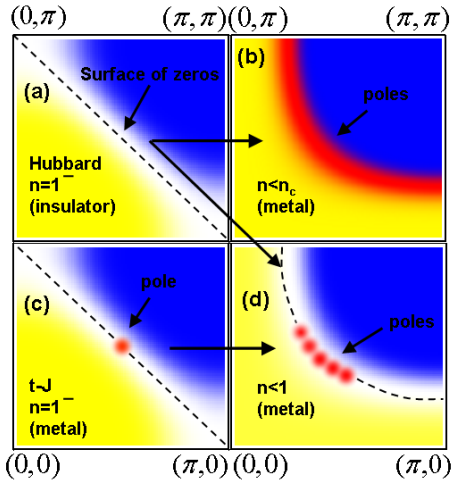 (0,π) (π,π) (0,π) (π,π)
(a)
Surface of zeros
Hubbard
n=1⁻
(insulator)
(b)
poles
n<n_c
(metal)
(c)
pole
t-J
n=1⁻
(metal)
(d)
poles
n<1
(metal)
(0,0) (π,0) (0,0) (π,0)